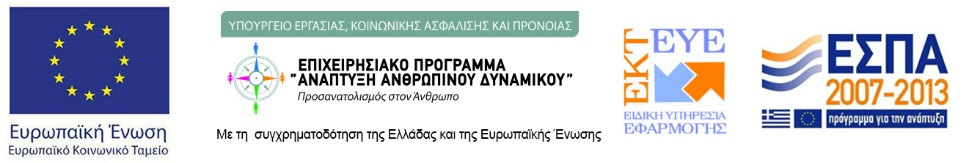 Ευρωπαϊκή Ένωση
Ευρωπαϊκό Κοινωνικό Ταμείο
ΥΠΟΥΡΓΕΙΟ ΕΡΓΑΣΙΑΣ, ΚΟΙΝΩΝΙΚΗΣ ΑΣΦΑΛΙΣΗΣ ΚΑΙ ΠΡΟΝΟΙΑΣ
ΕΠΙΧΕΙΡΗΣΙΑΚΟ ΠΡΟΓΡΑΜΜΑ
"ΑΝΑΠΤΥΞΗ ΑΝΘΡΩΠΙΝΟΥ ΔΥΝΑΜΙΚΟΥ"
Προσανατολισμός στον Άνθρωπο
Με τη συγχρηματοδότηση της Ελλάδας και της Ευρωπαϊκής Ένωσης
ΕΚΤ
ΕΥΕ
ΕΙΔΙΚΗ ΥΠΗΡΕΣΙΑ
ΕΦΑΡΜΟΓΗΣ
ΕΣΠΑ
2007-2013
πρόγραμμα για την ανάπτυξη